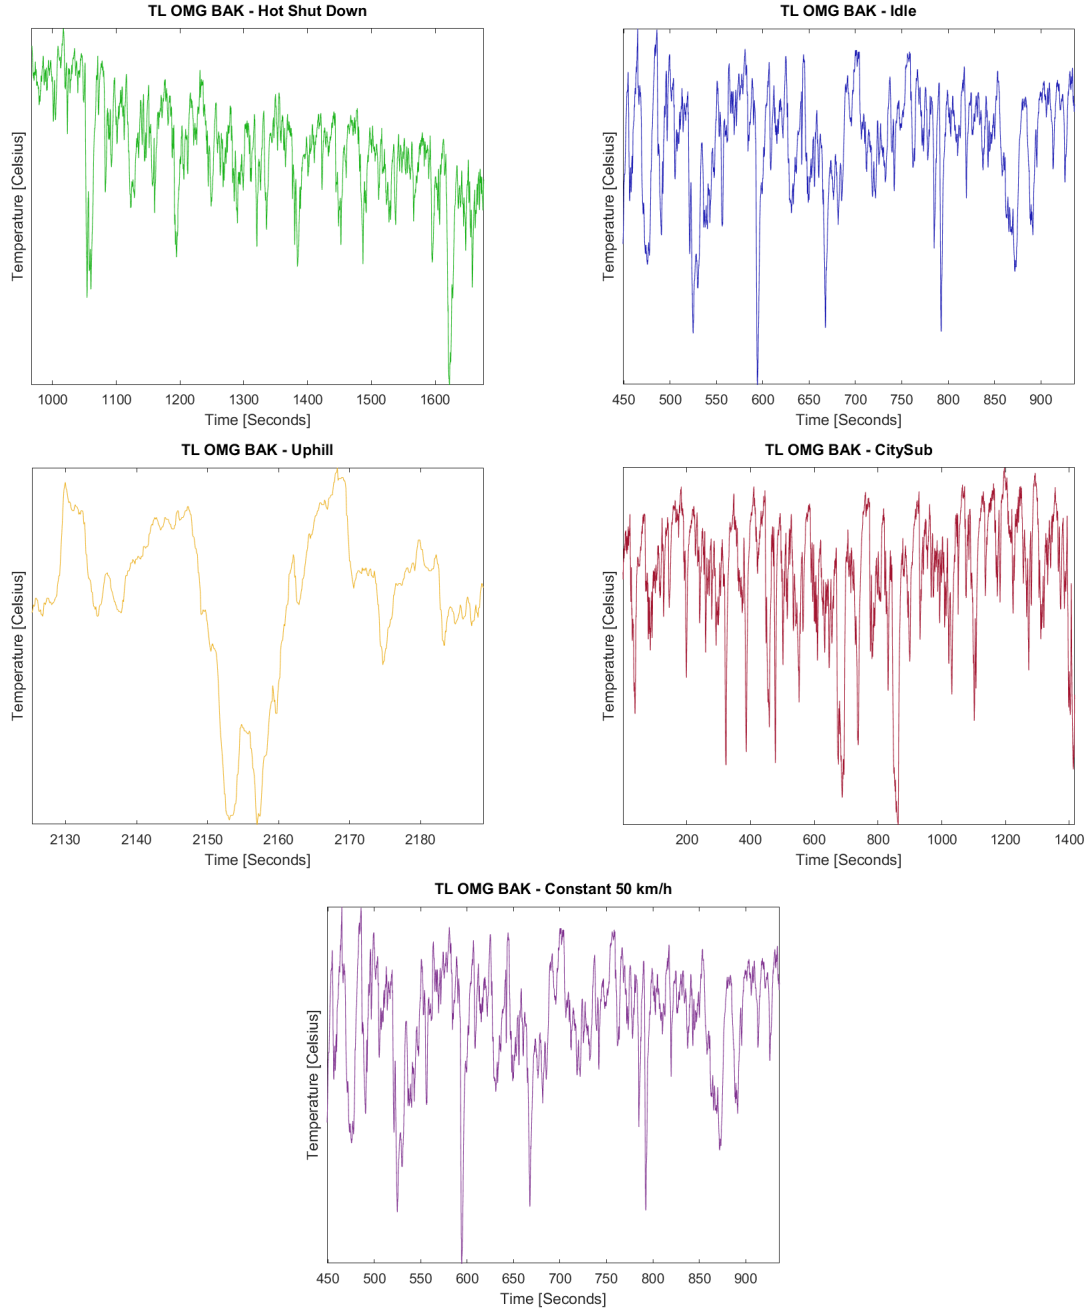 TL OMG BAK - Hot Shut Down
Temperature [Celsius]
1000 1100 1200 1300 1400 1500 1600
Time [Seconds]
TL OMG BAK - Idle
Temperature [Celsius]
450 500 550 600 650 700 750 800 850 900
Time [Seconds]
TL OMG BAK - Uphill
Temperature [Celsius]
2130 2140 2150 2160 2170 2180
Time [Seconds]
TL OMG BAK - CitySub
Temperature [Celsius]
200 400 600 800 1000 1200 1400
Time [Seconds]
TL OMG BAK - Constant 50 km/h
Temperature [Celsius]
450 500 550 600 650 700 750 800 850 900
Time [Seconds]